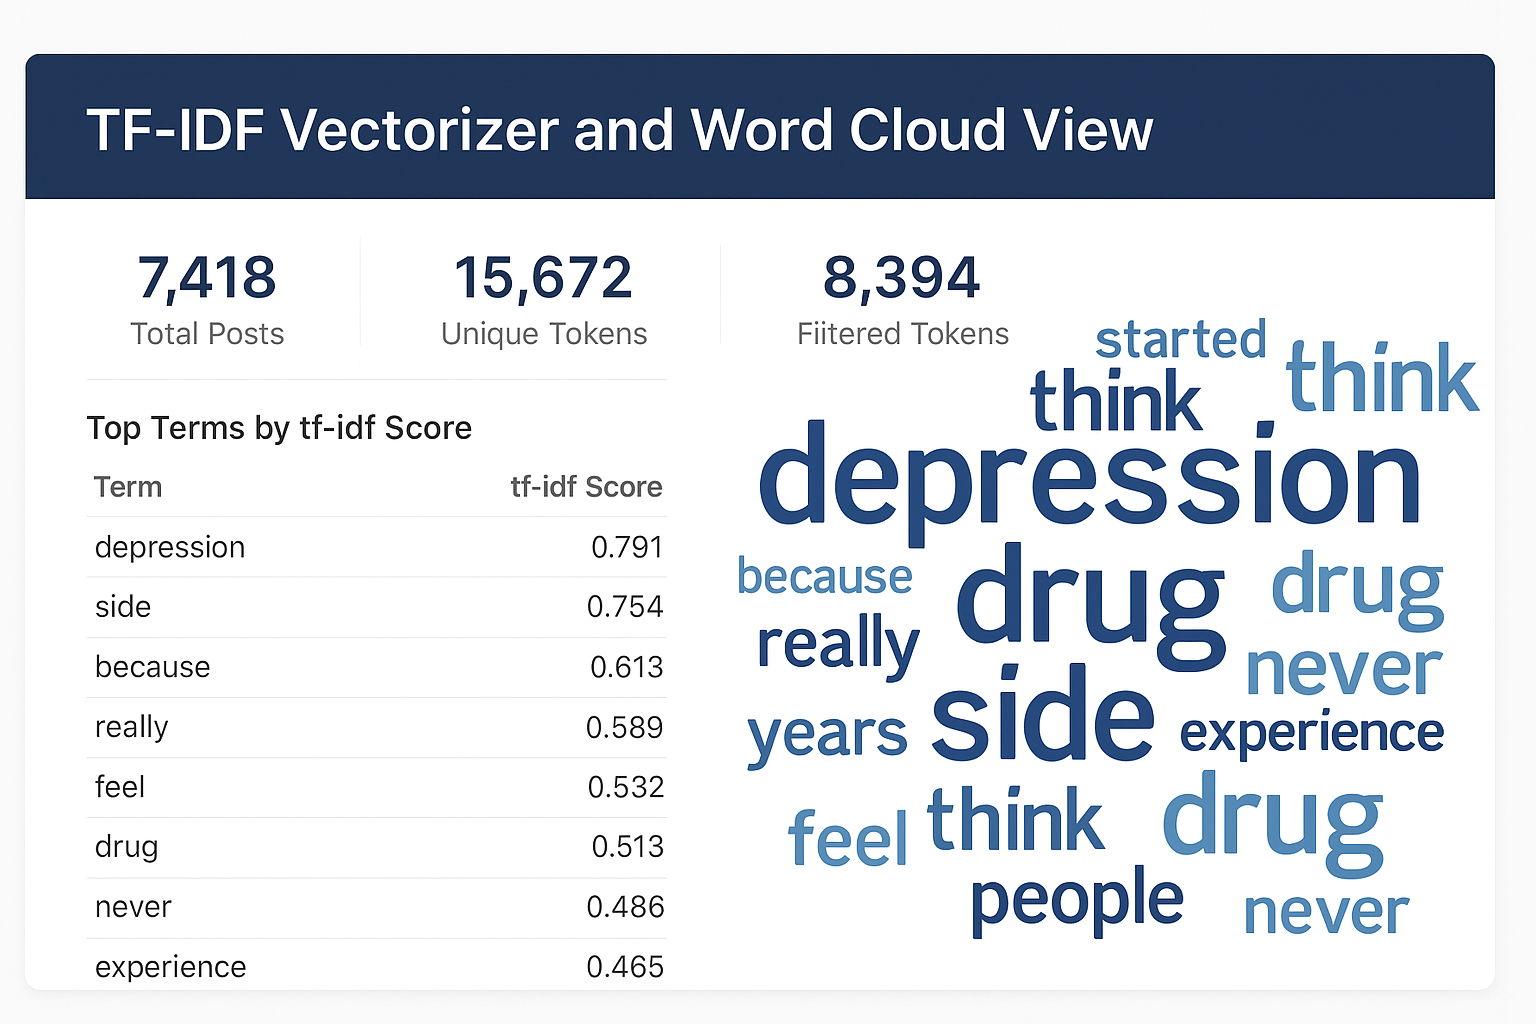 TF-IDF Vectorizer and Word Cloud View
7,418
Total Posts
15,672
Unique Tokens
8,394
Fiitered Tokens
Top Terms by tf-idf Score
Term tf-idf Score
depression 0.791
side 0.754
because 0.613
really 0.589
feel 0.532
drug 0.513
never 0.486
experience 0.465
started
think
think
depression
because
drug
drug
really
never
years
side
experience
feel
think
drug
people
never